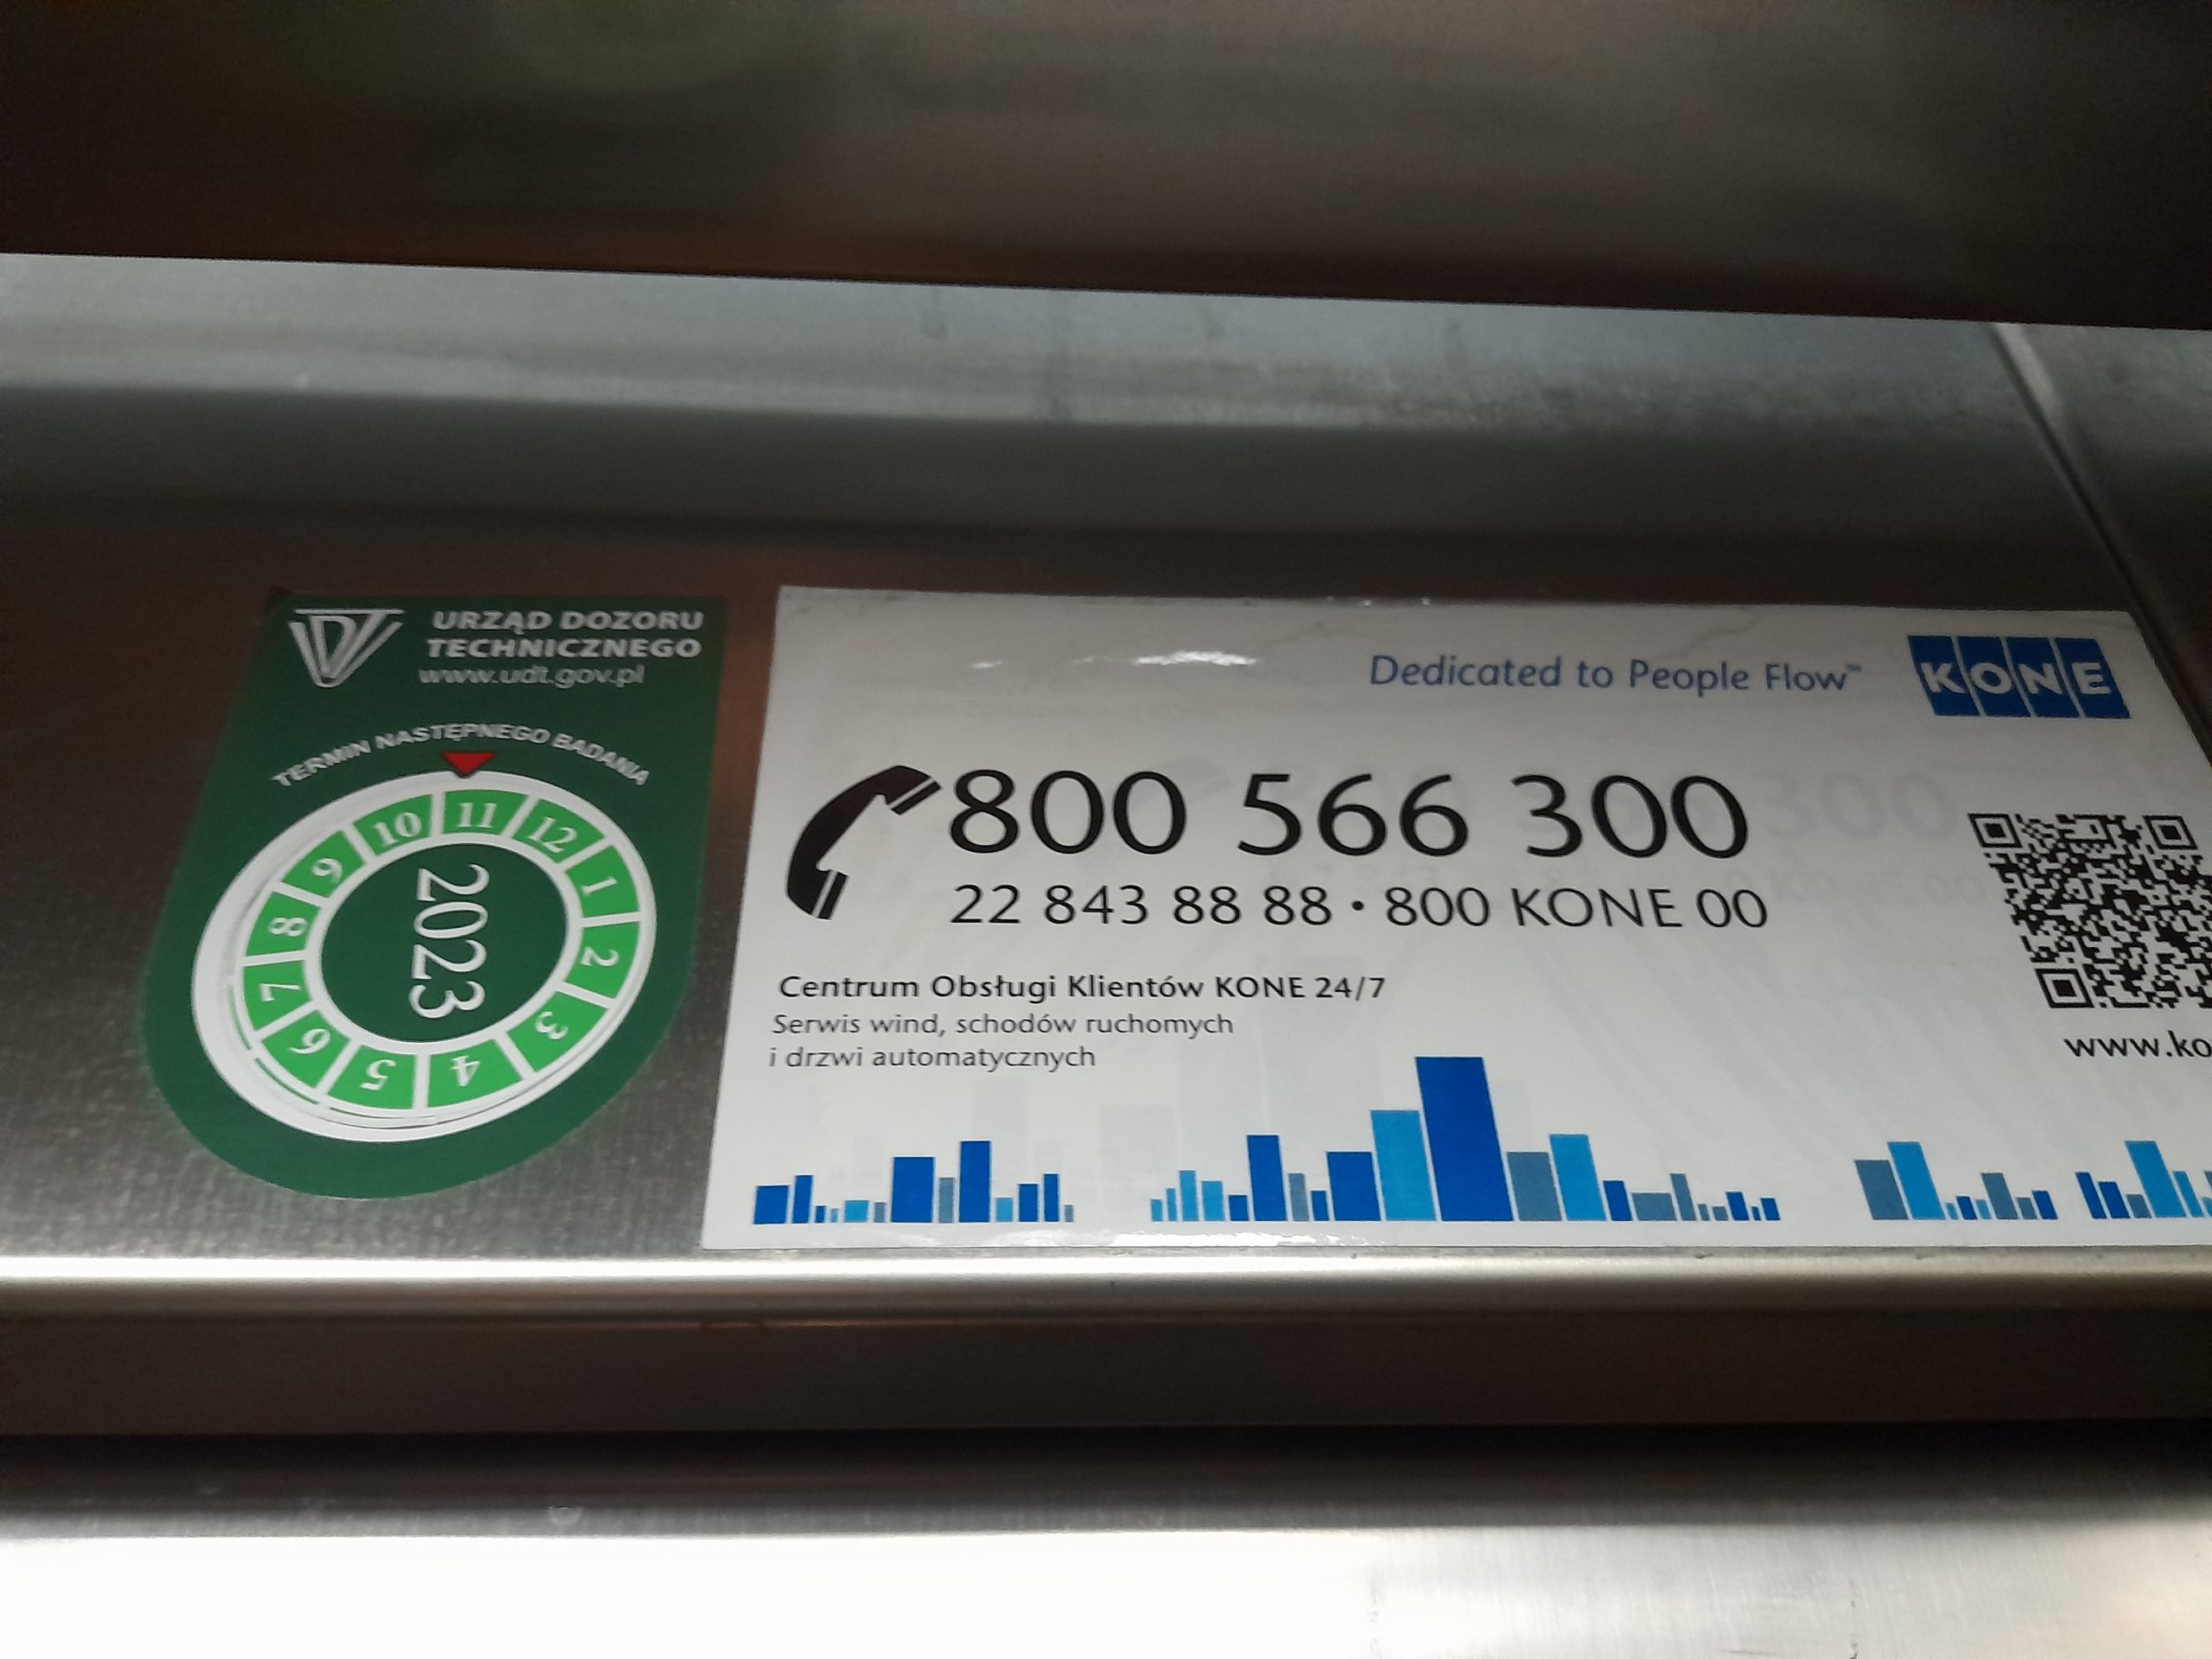 URZĄD DOZORU
TECHNICZNEGO
www.udt.gov.pl
TERMIN NASTĘPNEGO BADANIA
10 11 12 1 2 3 4 5 6 7 8 9
2023
Dedicated to People Flow™
KONE
800 566 300
22 843 88 88 • 800 KONE 00
Centrum Obsługi Klientów KONE 24/7
Serwis wind, schodów ruchomych
i drzwi automatycznych
www.ko